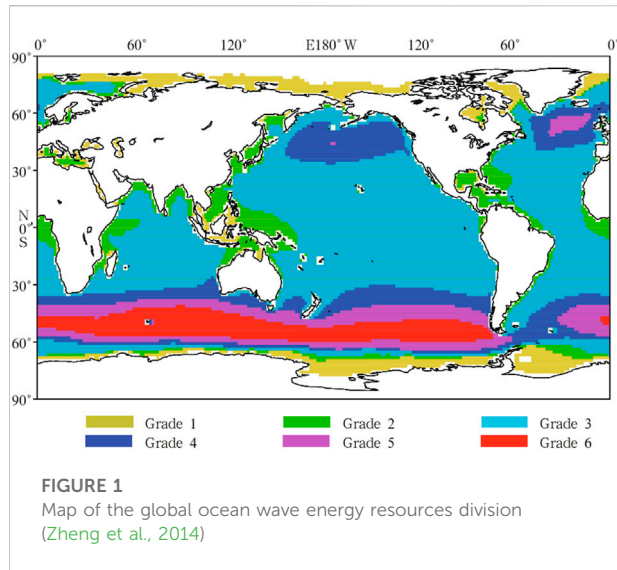 0° 60° 120° E180° W 120° 60° 0°
90°
60°
30°
N
0°
S
30°
60°
90°
Grade 1 Grade 2 Grade 3
Grade 4 Grade 5 Grade 6
FIGURE 1
Map of the global ocean wave energy resources division
(Zheng et al., 2014)